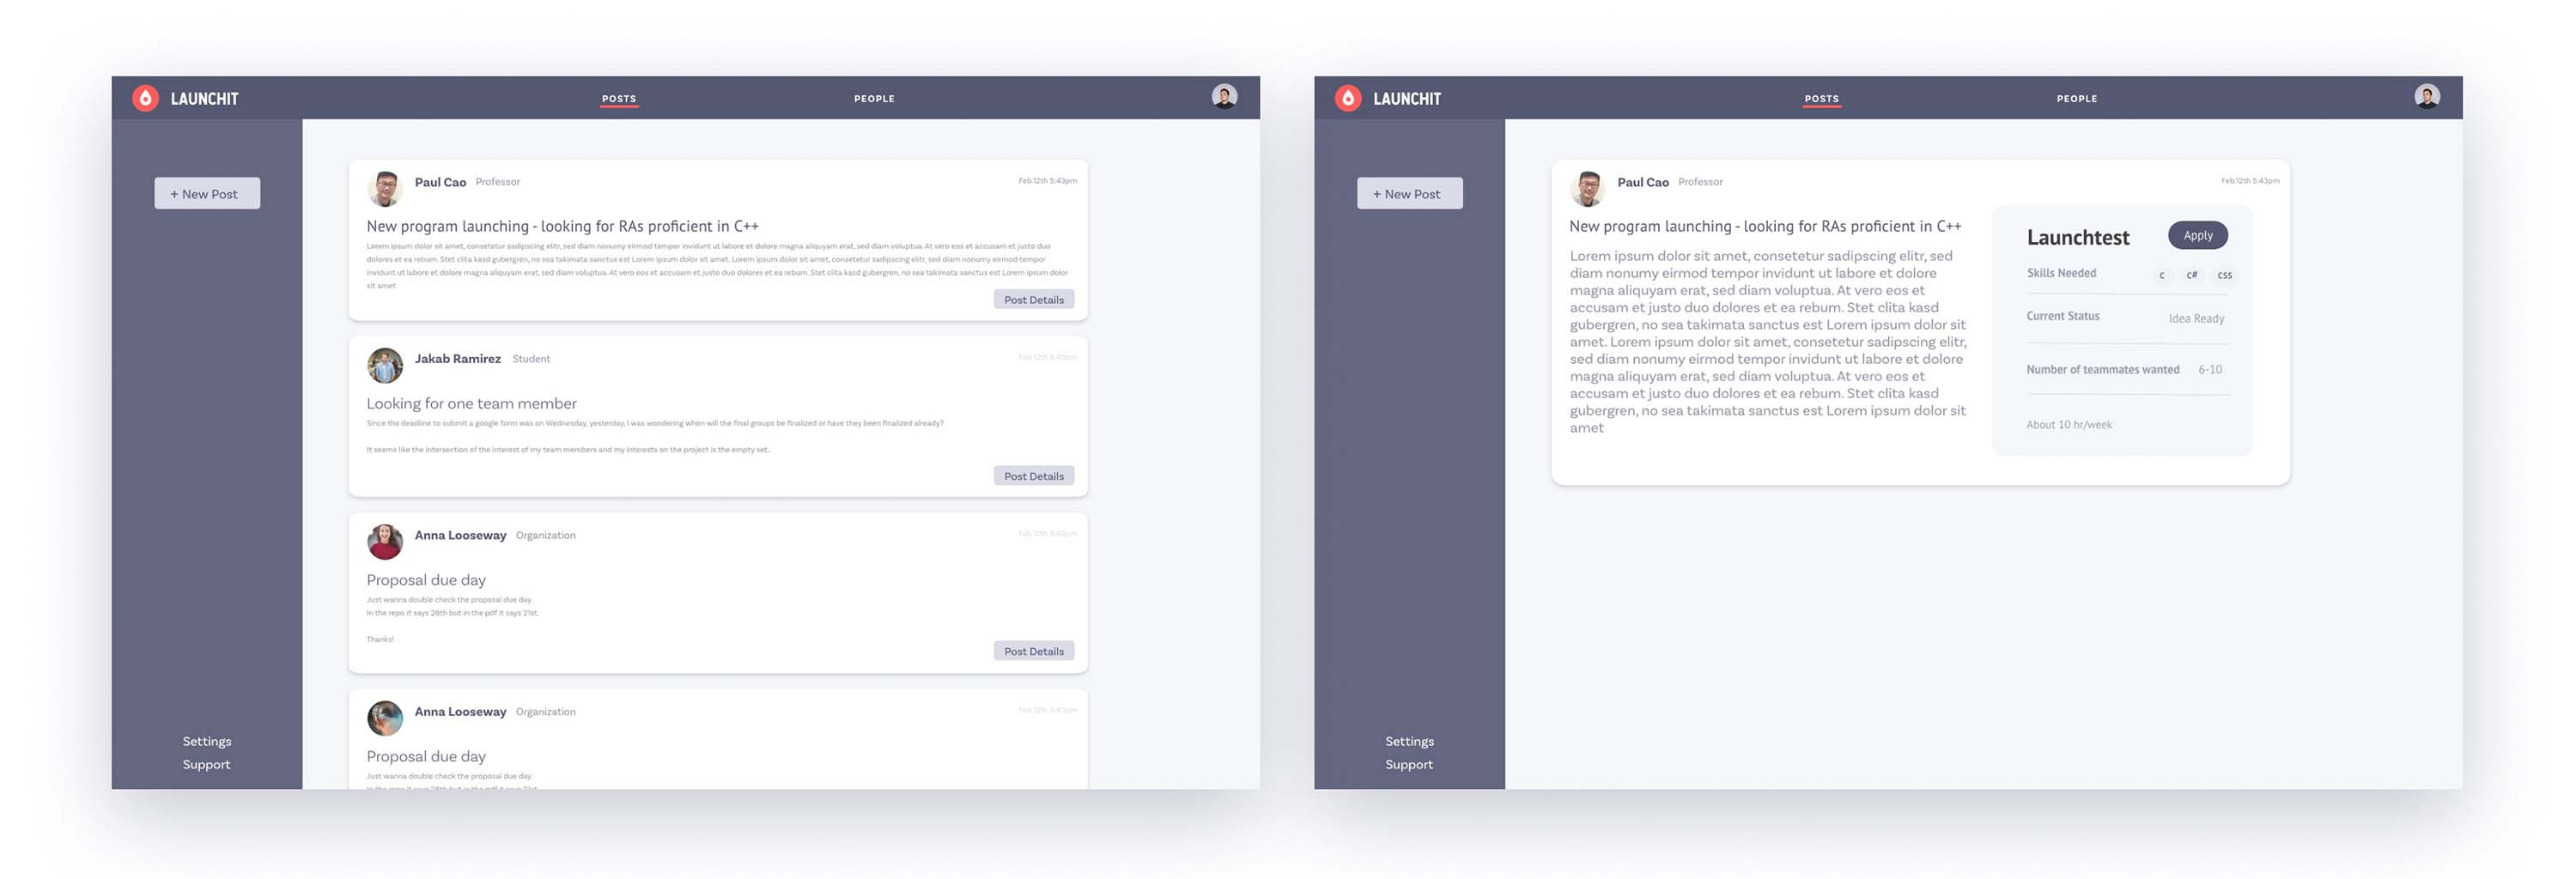 LAUNCHIT
POSTS
PEOPLE
+ New Post
Settings
Support
Paul Cao Professor
Feb.12th 5:43pm
New program launching - looking for RAs proficient in C++
Lorem ipsum dolor sit amet, consetetur sadipscing elitr, sed diam nonumy eirmod tempor invidunt ut labore et dolore magna aliquyam erat, sed diam voluptua. At vero eos et accusam et justo duo
dolores et ea rebum. Stet clita kasd gubergren, no sea takimata sanctus est Lorem ipsum dolor sit amet. Lorem ipsum dolor sit amet, consetetur sadipscing elitr, sed diam nonumy eirmod tempor
invidunt ut labore et dolore magna aliquyam erat, sed diam voluptua. At vero eos et accusam et justo duo dolores et ea rebum. Stet clita kasd gubergren, no sea takimata sanctus est Lorem ipsum dolor
sit amet
Post Details
Jakab Ramirez Student
Feb.12th 5:43pm
Looking for one team member
Since the deadline to submit a google form was on Wednesday, yesterday, I was wondering when will the final groups be finalized or have they been finalized already?
It seems like the intersection of the interest of my team members and my interests on the project is the empty set..
Post Details
Anna Looseway Organization
Feb.12th 5:43pm
Proposal due day
Just wanna double check the proposal due day.
In the repo it says 28th but in the pdf it says 21st.
Thanks!
Post Details
Anna Looseway Organization
Feb.12th 5:43pm
Proposal due day
Just wanna double check the proposal due day.
In the repo it says 28th but in the pdf it says 21st.
LAUNCHIT
POSTS
PEOPLE
+ New Post
Settings
Support
Paul Cao Professor
Feb.12th 5:43pm
New program launching - looking for RAs proficient in C++
Lorem ipsum dolor sit amet, consetetur sadipscing elitr, sed
diam nonumy eirmod tempor invidunt ut labore et dolore
magna aliquyam erat, sed diam voluptua. At vero eos et
accusam et justo duo dolores et ea rebum. Stet clita kasd
gubergren, no sea takimata sanctus est Lorem ipsum dolor sit
amet. Lorem ipsum dolor sit amet, consetetur sadipscing elitr,
sed diam nonumy eirmod tempor invidunt ut labore et dolore
magna aliquyam erat, sed diam voluptua. At vero eos et
accusam et justo duo dolores et ea rebum. Stet clita kasd
gubergren, no sea takimata sanctus est Lorem ipsum dolor sit
amet
Launchtest
Apply
Skills Needed C C# CSS
Current Status Idea Ready
Number of teammates wanted 6-10
About 10 hr/week